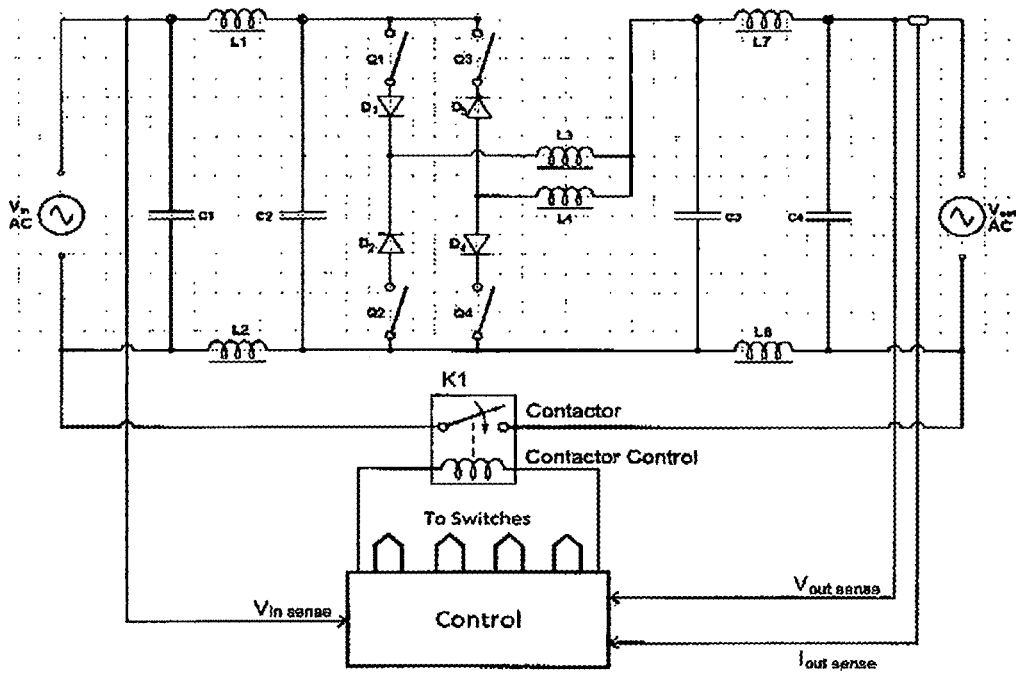 L1
L7
Q1
Q3
D1
L3
L4
Vin
AC
C1
C2
C3
C4
Vout
AC
D2
D4
Q2
Q4
L2
L8
K1
Contactor
Contactor Control
To Switches
Vin sense
Control
Vout sense
Iout sense